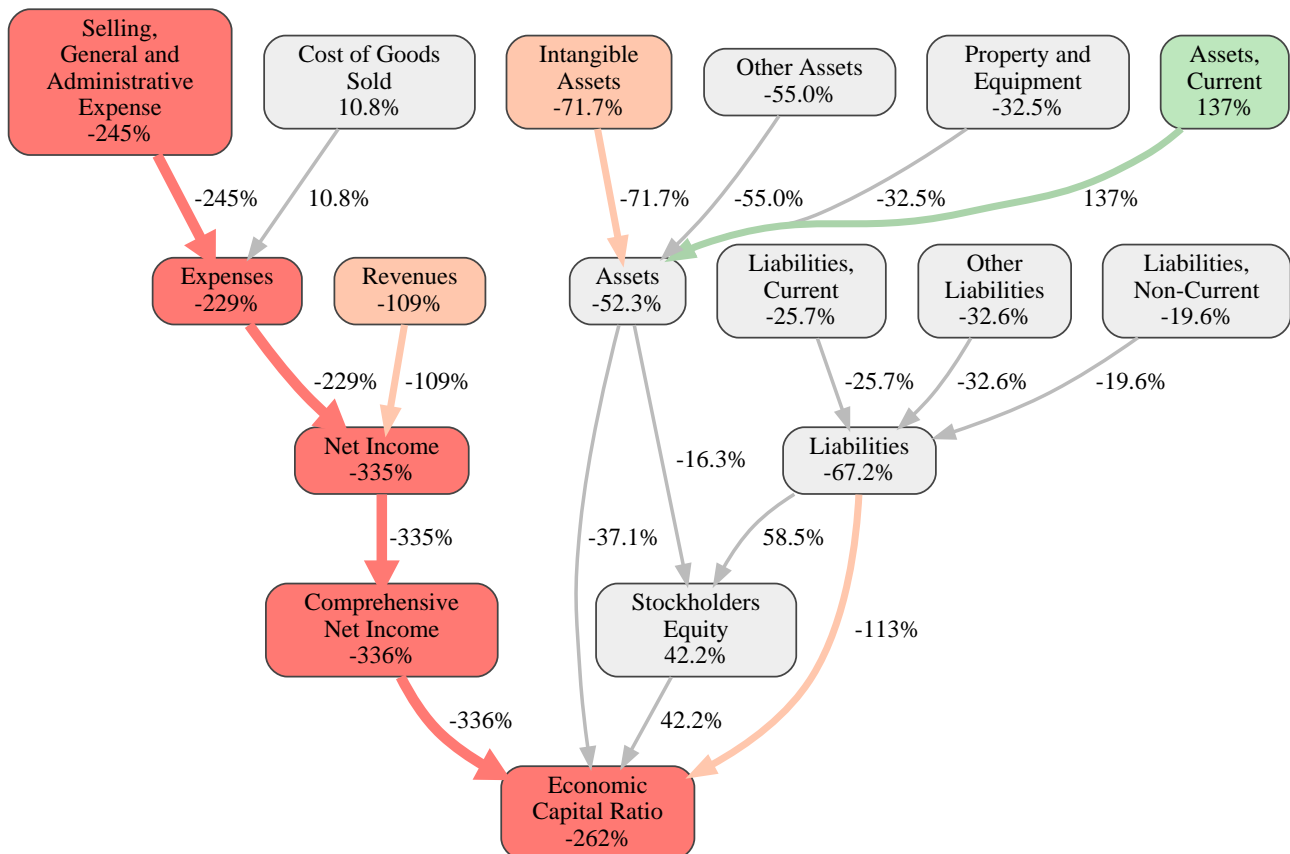 Selling,
General and
Administrative
Expense
-245%
Cost of Goods
Sold
10.8%
Intangible
Assets
-71.7%
Other Assets
-55.0%
Property and
Equipment
-32.5%
Assets,
Current
137%
-245%
10.8%
-71.7%
-55.0%
-32.5%
137%
Expenses
-229%
Revenues
-109%
Assets
-52.3%
Liabilities,
Current
-25.7%
Other
Liabilities
-32.6%
Liabilities,
Non-Current
-19.6%
-229%
-109%
-25.7%
-32.6%
-19.6%
Net Income
-335%
-16.3%
Liabilities
-67.2%
-335%
-37.1%
58.5%
Comprehensive
Net Income
-336%
Stockholders
Equity
42.2%
-113%
-336%
42.2%
Economic
Capital Ratio
-262%